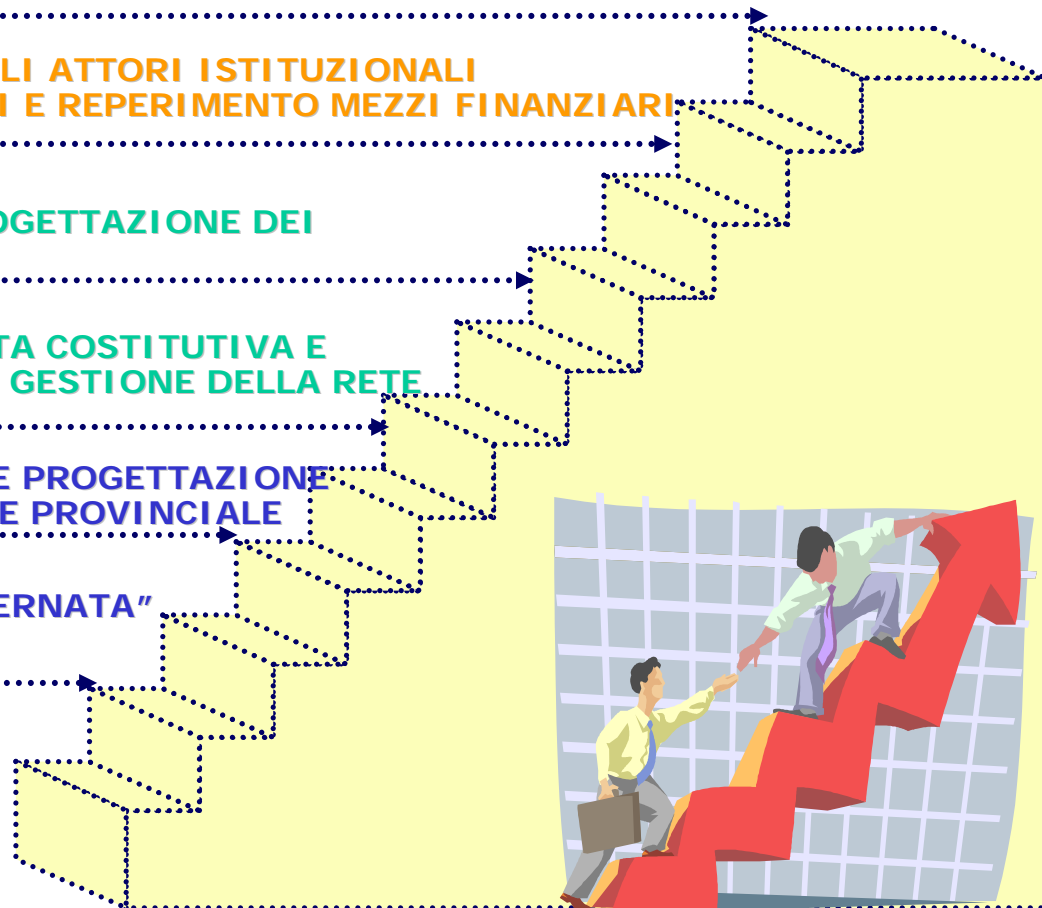 LI ATTORI ISTITUZIONALI
I E REPERIMENTO MEZZI FINANZIARI
OGETTAZIONE DEI
TA COSTITUTIVA E
GESTIONE DELLA RETE
E PROGETTAZIONE
E PROVINCIALE
ERNATA”